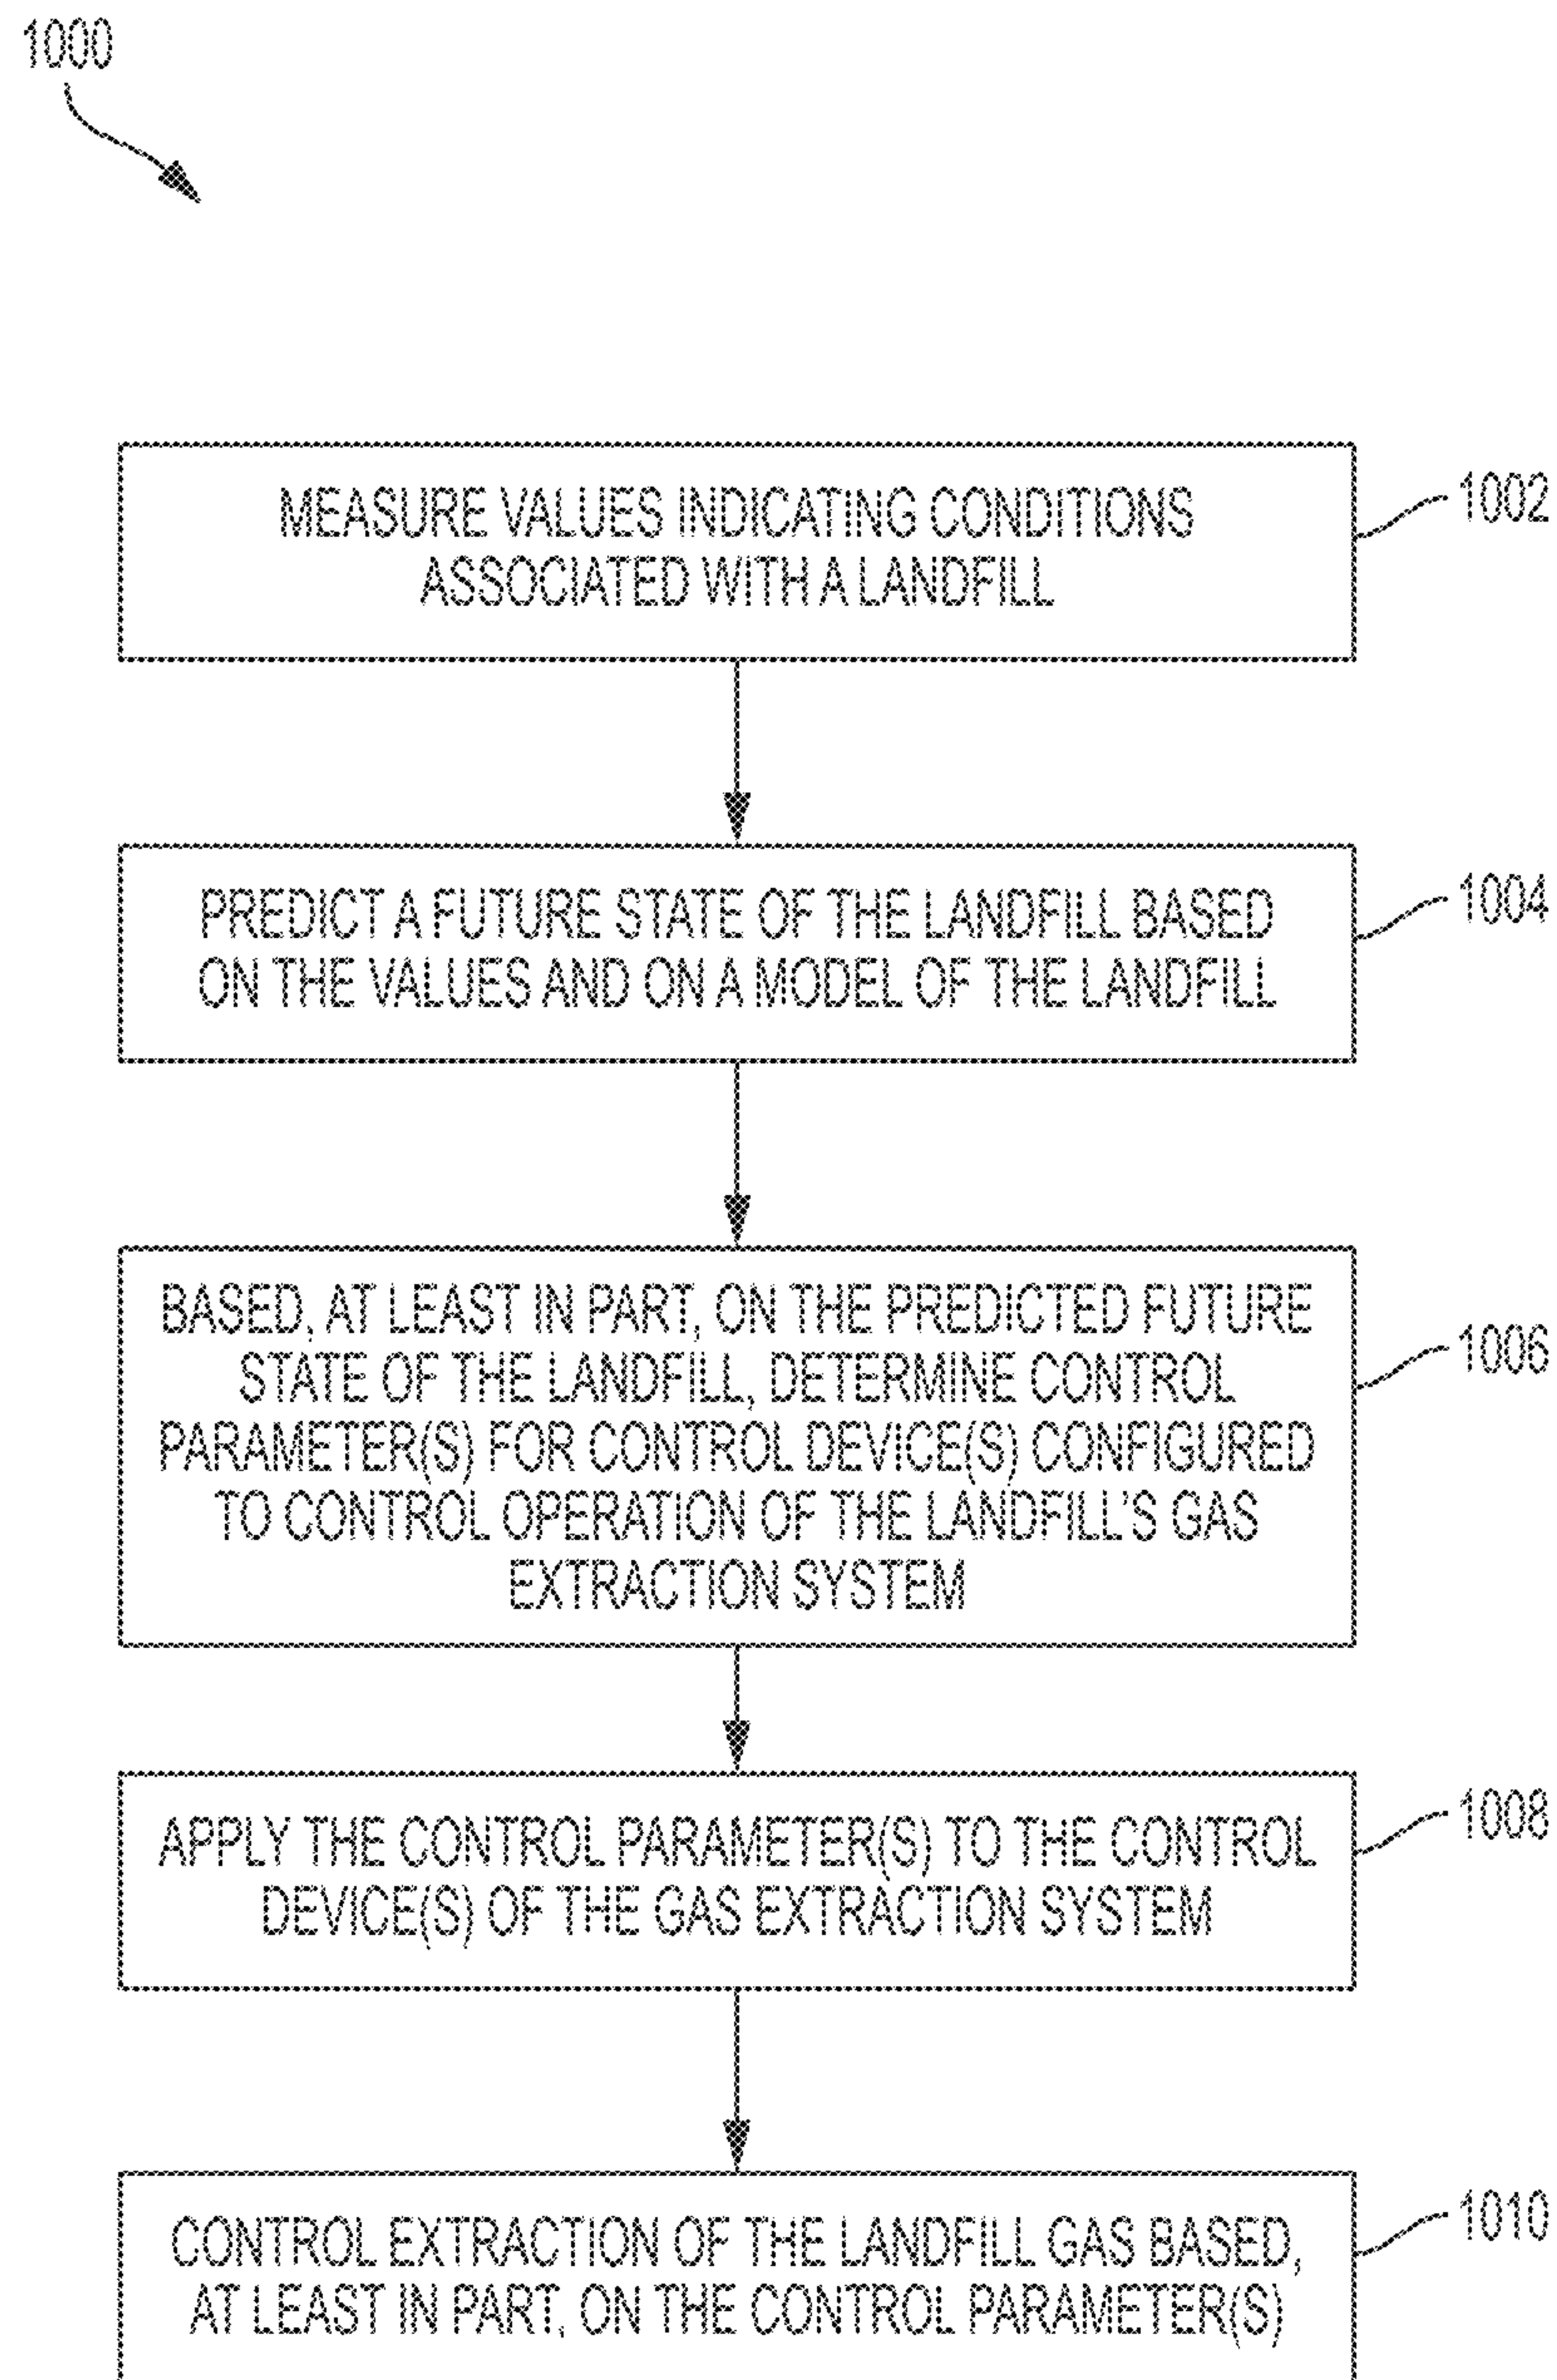 1000
MEASURE VALUES INDICATING CONDITIONS
ASSOCIATED WITH A LANDFILL
1002
PREDICT A FUTURE STATE OF THE LANDFILL BASED
ON THE VALUES AND ON A MODEL OF THE LANDFILL
1004
BASED, AT LEAST IN PART, ON THE PREDICTED FUTURE
STATE OF THE LANDFILL, DETERMINE CONTROL
PARAMETER(S) FOR CONTROL DEVICE(S) CONFIGURED
TO CONTROL OPERATION OF THE LANDFILL'S GAS
EXTRACTION SYSTEM
1006
APPLY THE CONTROL PARAMETER(S) TO THE CONTROL
DEVICE(S) OF THE GAS EXTRACTION SYSTEM
1008
CONTROL EXTRACTION OF THE LANDFILL GAS BASED,
AT LEAST IN PART, ON THE CONTROL PARAMETER(S)
1010